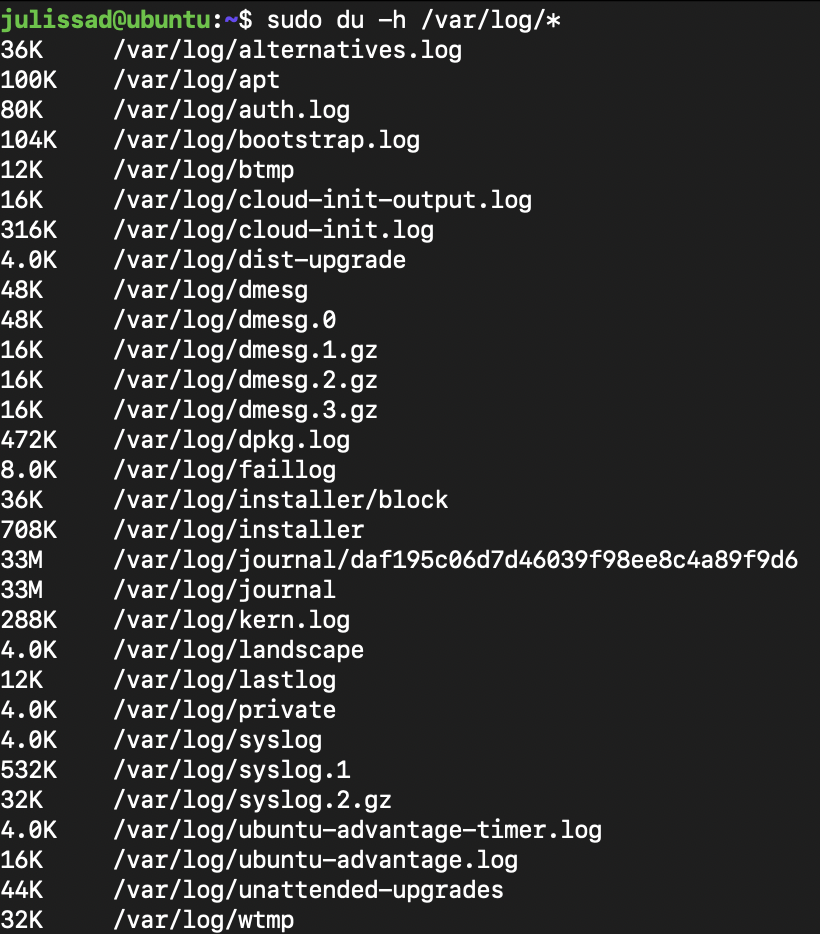 julissad@ubuntu:~$ sudo du -h /var/log/*
36K /var/log/alternatives.log
100K /var/log/apt
80K /var/log/auth.log
104K /var/log/bootstrap.log
12K /var/log/btmp
16K /var/log/cloud-init-output.log
316K /var/log/cloud-init.log
4.0K /var/log/dist-upgrade
48K /var/log/dmesg
48K /var/log/dmesg.0
16K /var/log/dmesg.1.gz
16K /var/log/dmesg.2.gz
16K /var/log/dmesg.3.gz
472K /var/log/dpkg.log
8.0K /var/log/faillog
36K /var/log/installer/block
708K /var/log/installer
33M /var/log/journal/daf195c06d7d46039f98ee8c4a89f9d6
33M /var/log/journal
288K /var/log/kern.log
4.0K /var/log/landscape
12K /var/log/lastlog
4.0K /var/log/private
4.0K /var/log/syslog
532K /var/log/syslog.1
32K /var/log/syslog.2.gz
4.0K /var/log/ubuntu-advantage-timer.log
16K /var/log/ubuntu-advantage.log
44K /var/log/unattended-upgrades
32K /var/log/wtmp